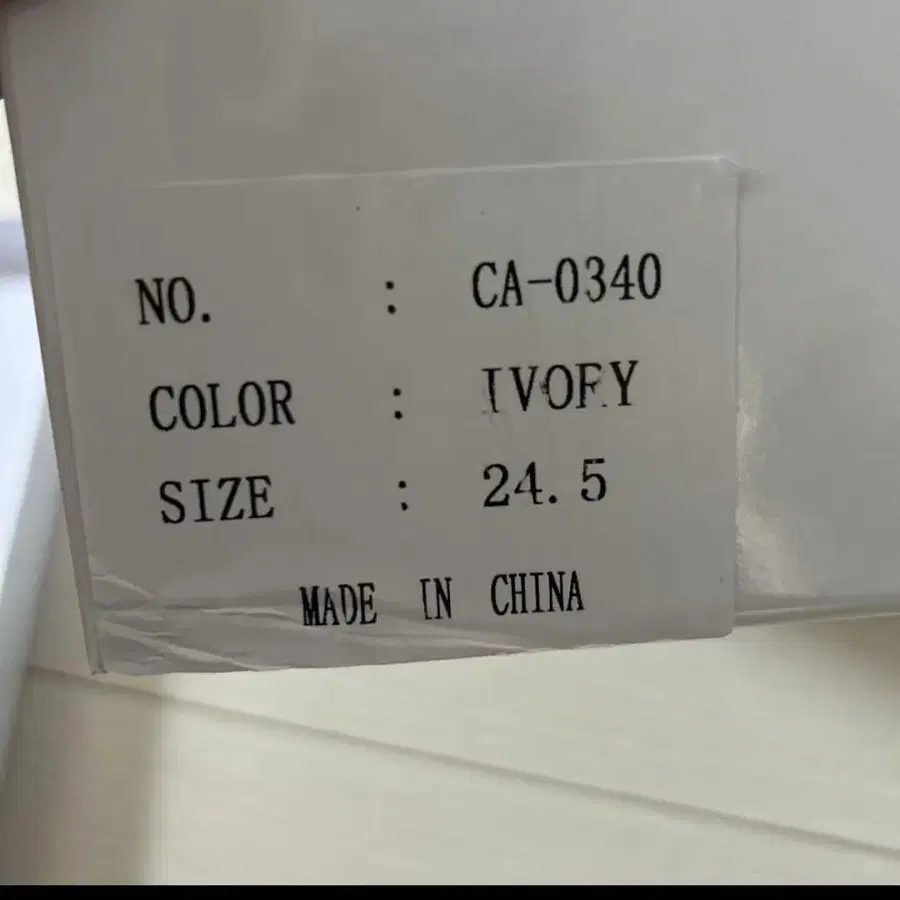 NO. : CA-0340
COLOR : IVORY
SIZE : 24.5
MADE IN CHINA